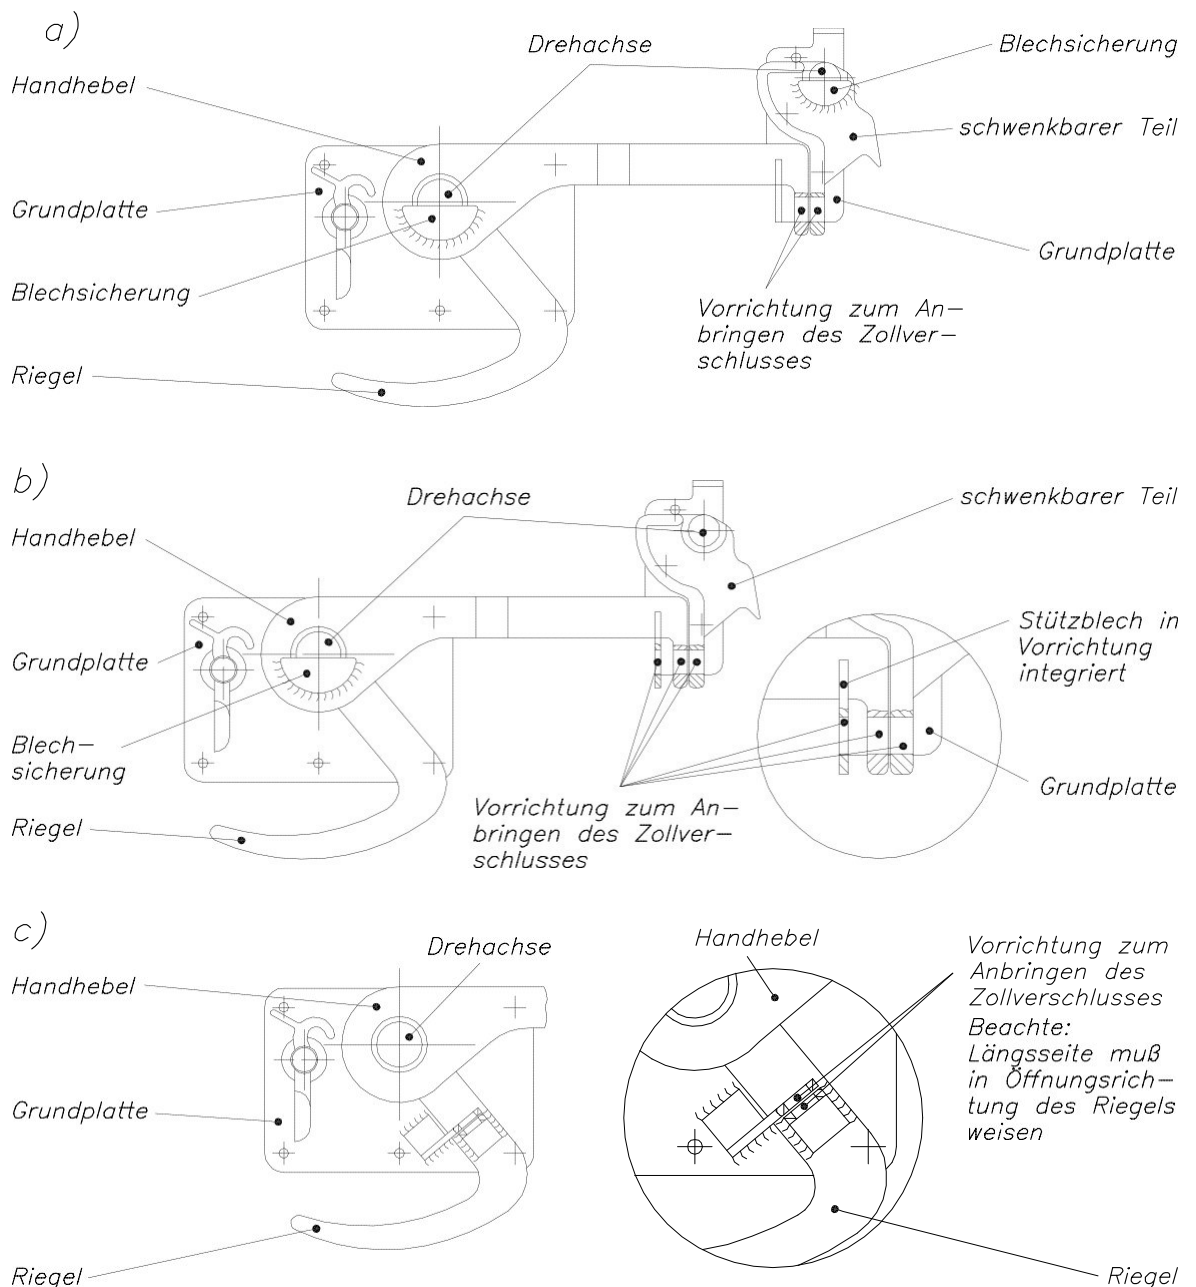 a)
Drehachse
Blechsicherung
Handhebel
schwenkbarer Teil
Grundplatte
Grundplatte
Blechsicherung
Vorrichtung zum An-
bringen des Zollver-
schlusses
Riegel
b)
Drehachse
schwenkbarer Teil
Handhebel
Stützblech in
Vorrichtung
integriert
Grundplatte
Blech-
sicherung
Grundplatte
Vorrichtung zum An-
bringen des Zollver-
schlusses
Riegel
c)
Drehachse
Handhebel
Grundplatte
Riegel
Handhebel
Vorrichtung zum
Anbringen des
Zollverschlusses
Beachte:
Längsseite muß
in Öffnungsrich-
tung des Riegels
weisen
Riegel